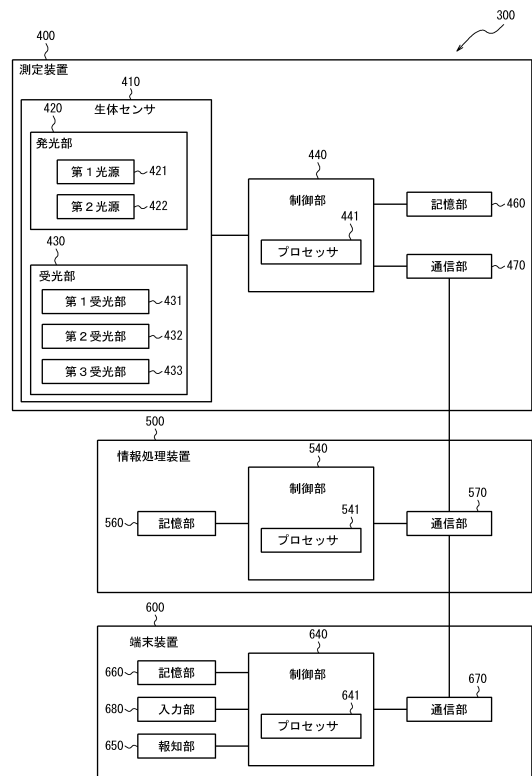 300
400
測定装置
410
生体センサ
420
発光部
第1光源
421
第2光源
422
430
受光部
第1受光部
431
第2受光部
432
第3受光部
433
440
制御部
441
プロセッサ
記憶部
460
通信部
470
500
情報処理装置
540
制御部
541
プロセッサ
560
記憶部
570
通信部
600
端末装置
640
制御部
641
プロセッサ
660
記憶部
680
入力部
650
報知部
670
通信部